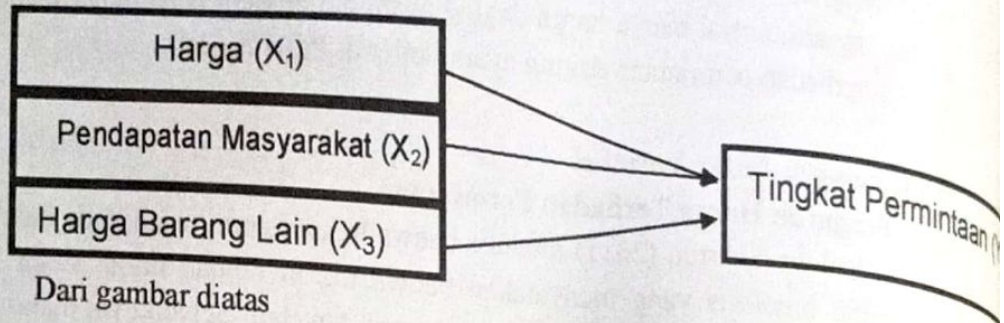 Harga (X₁)
Pendapatan Masyarakat (X₂)
Harga Barang Lain (X₃)
Tingkat Permintaan
Dari gambar diatas